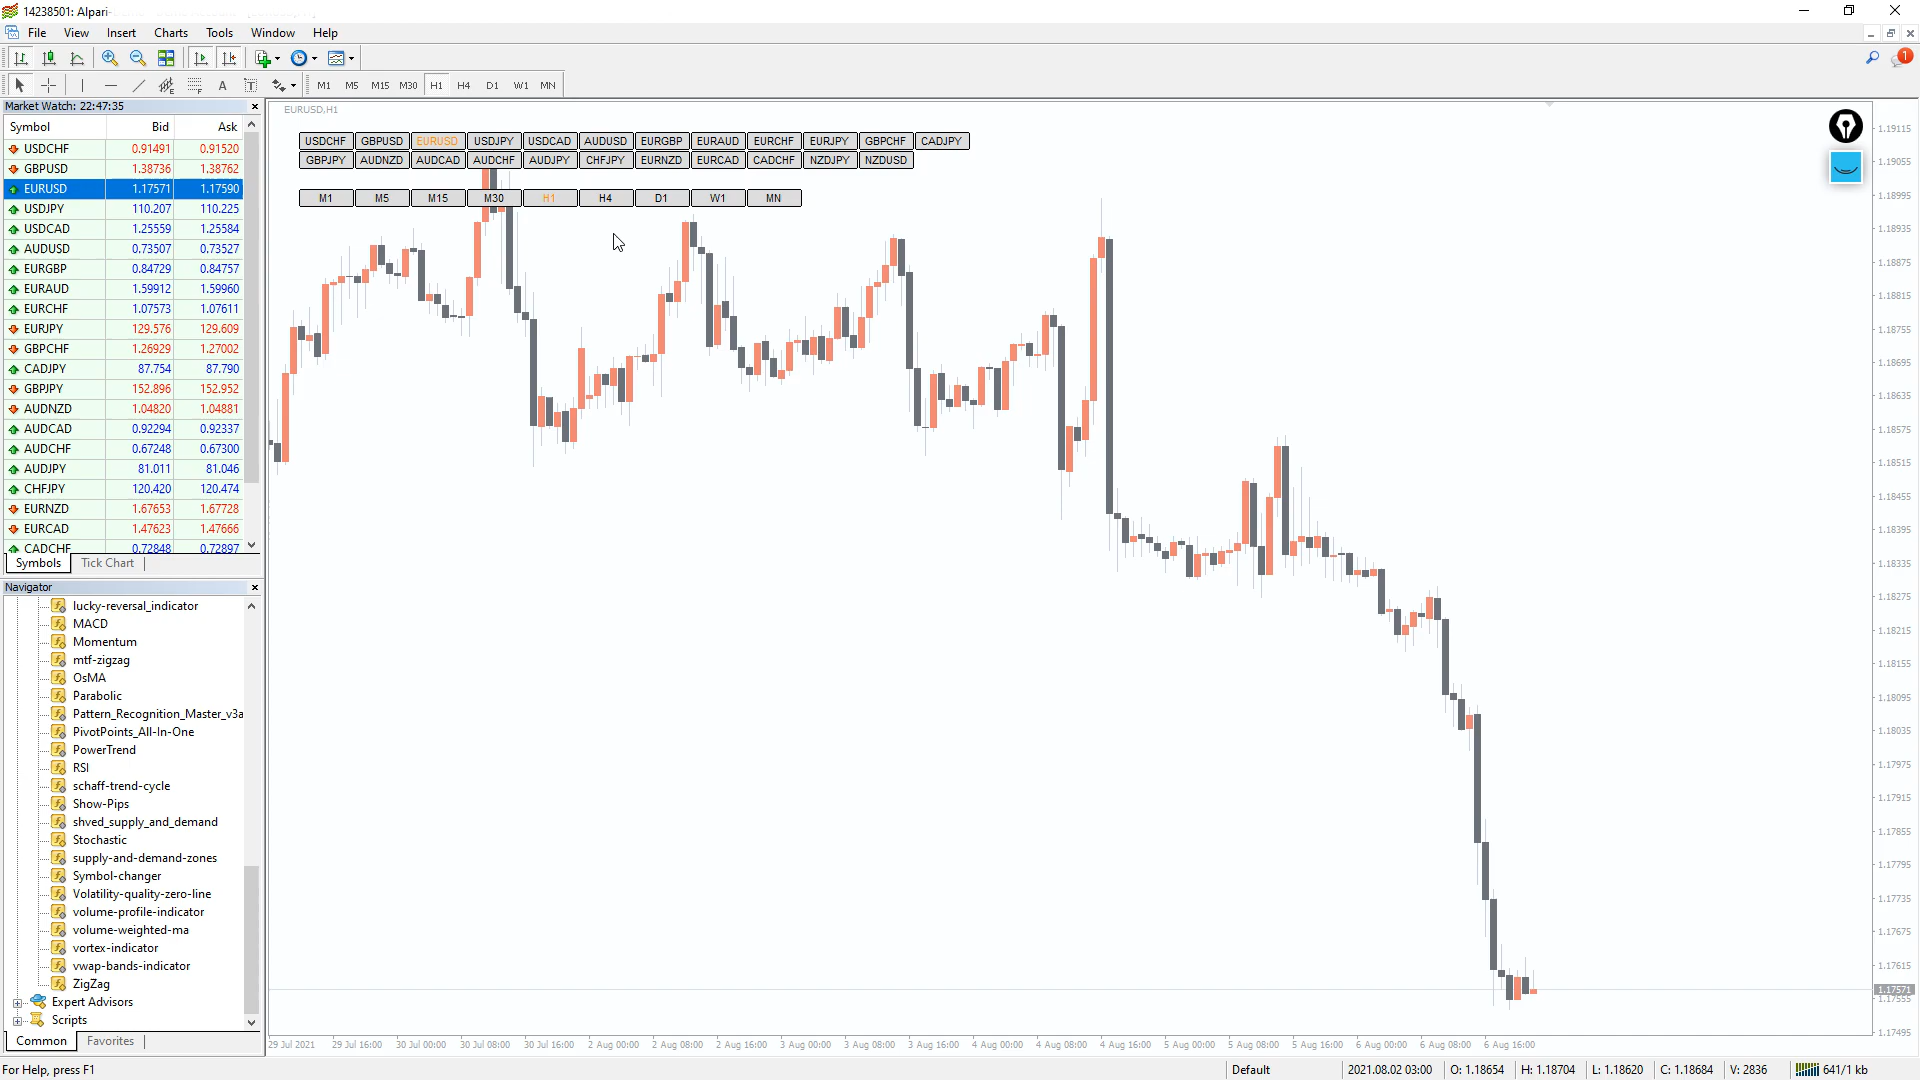 14238501: Alpari
File View Insert Charts Tools Window Help
1
M1 M5 M15 M30 H1 H4 D1 W1 MN
Market Watch: 22:47:35
Symbol Bid Ask
USDCHF 0.91491 0.91520
GBPUSD 1.38736 1.38762
EURUSD 1.17571 1.17590
USDJPY 110.207 110.225
USDCAD 1.25559 1.25584
AUDUSD 0.73507 0.73527
EURGBP 0.84729 0.84757
EURAUD 1.59912 1.59960
EURCHF 1.07573 1.07611
EURJPY 129.576 129.609
GBPCHF 1.26929 1.27002
CADJPY 87.754 87.790
GBPJPY 152.896 152.952
AUDNZD 1.04820 1.04881
AUDCAD 0.92294 0.92337
AUDCHF 0.67248 0.67300
AUDJPY 81.011 81.046
CHFJPY 120.420 120.474
EURNZD 1.67653 1.67728
EURCAD 1.47623 1.47666
CADCHF 0.72848 0.72897
Symbols Tick Chart
Navigator
lucky-reversal_indicator
MACD
Momentum
mtf-zigzag
OsMA
Parabolic
Pattern_Recognition_Master_v3a
PivotPoints_All-In-One
PowerTrend
RSI
schaff-trend-cycle
Show-Pips
shved_supply_and_demand
Stochastic
supply-and-demand-zones
Symbol-changer
Volatility-quality-zero-line
volume-profile-indicator
volume-weighted-ma
vortex-indicator
vwap-bands-indicator
ZigZag
Expert Advisors
Scripts
Common Favorites
EURUSD,H1
USDCHF GBPUSD EURUSD USDJPY USDCAD AUDUSD EURGBP EURAUD EURCHF EURJPY GBPCHF CADJPY
GBPJPY AUDNZD AUDCAD AUDCHF AUDJPY CHFJPY EURNZD EURCAD CADCHF NZDJPY NZDUSD
M1 M5 M15 M30 H1 H4 D1 W1 MN
1.19115
1.19055
1.18995
1.18935
1.18875
1.18815
1.18755
1.18695
1.18635
1.18575
1.18515
1.18455
1.18395
1.18335
1.18275
1.18215
1.18155
1.18095
1.18035
1.17975
1.17915
1.17855
1.17795
1.17735
1.17675
1.17615
1.17571
1.17555
1.17495
29 Jul 2021 29 Jul 16:00 30 Jul 00:00 30 Jul 08:00 30 Jul 16:00 2 Aug 00:00 2 Aug 08:00 2 Aug 16:00 3 Aug 00:00 3 Aug 08:00 3 Aug 16:00 4 Aug 00:00 4 Aug 08:00 4 Aug 16:00 5 Aug 00:00 5 Aug 08:00 5 Aug 16:00 6 Aug 00:00 6 Aug 08:00 6 Aug 16:00
For Help, press F1 Default 2021.08.02 03:00 O: 1.18654 H: 1.18704 L: 1.18620 C: 1.18684 V: 2836 641/1 kb